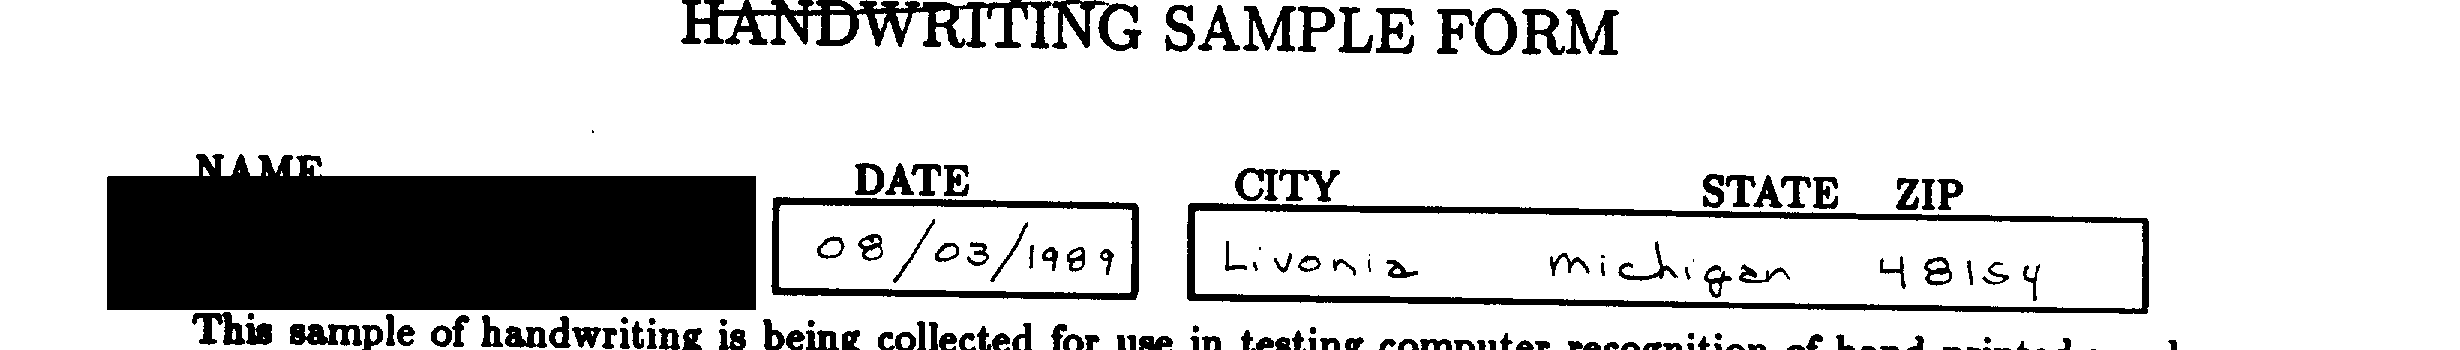 HANDWRITING SAMPLE FORM
NAME DATE CITY STATE ZIP
08/03/1989 Livonia Michigan 48154
This sample of handwriting is being collected for use in testing computer recognition of hand printed